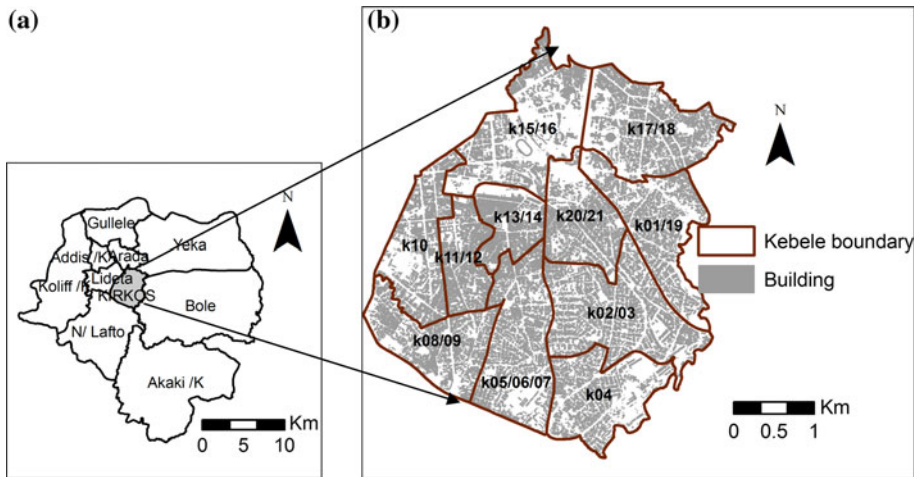 (a)
N
Gullele
Yeka
Addis /K
Arada
Lideta
Koliff /K
KIRKOS
Bole
N/ Lafto
Akaki /K
Km
0 5 10
(b)
N
k15/16
k17/18
k13/14
k20/21
k01/19
k10
k11/12
k02/03
k08/09
k05/06/07
k04
Kebele boundary
Building
Km
0 0.5 1